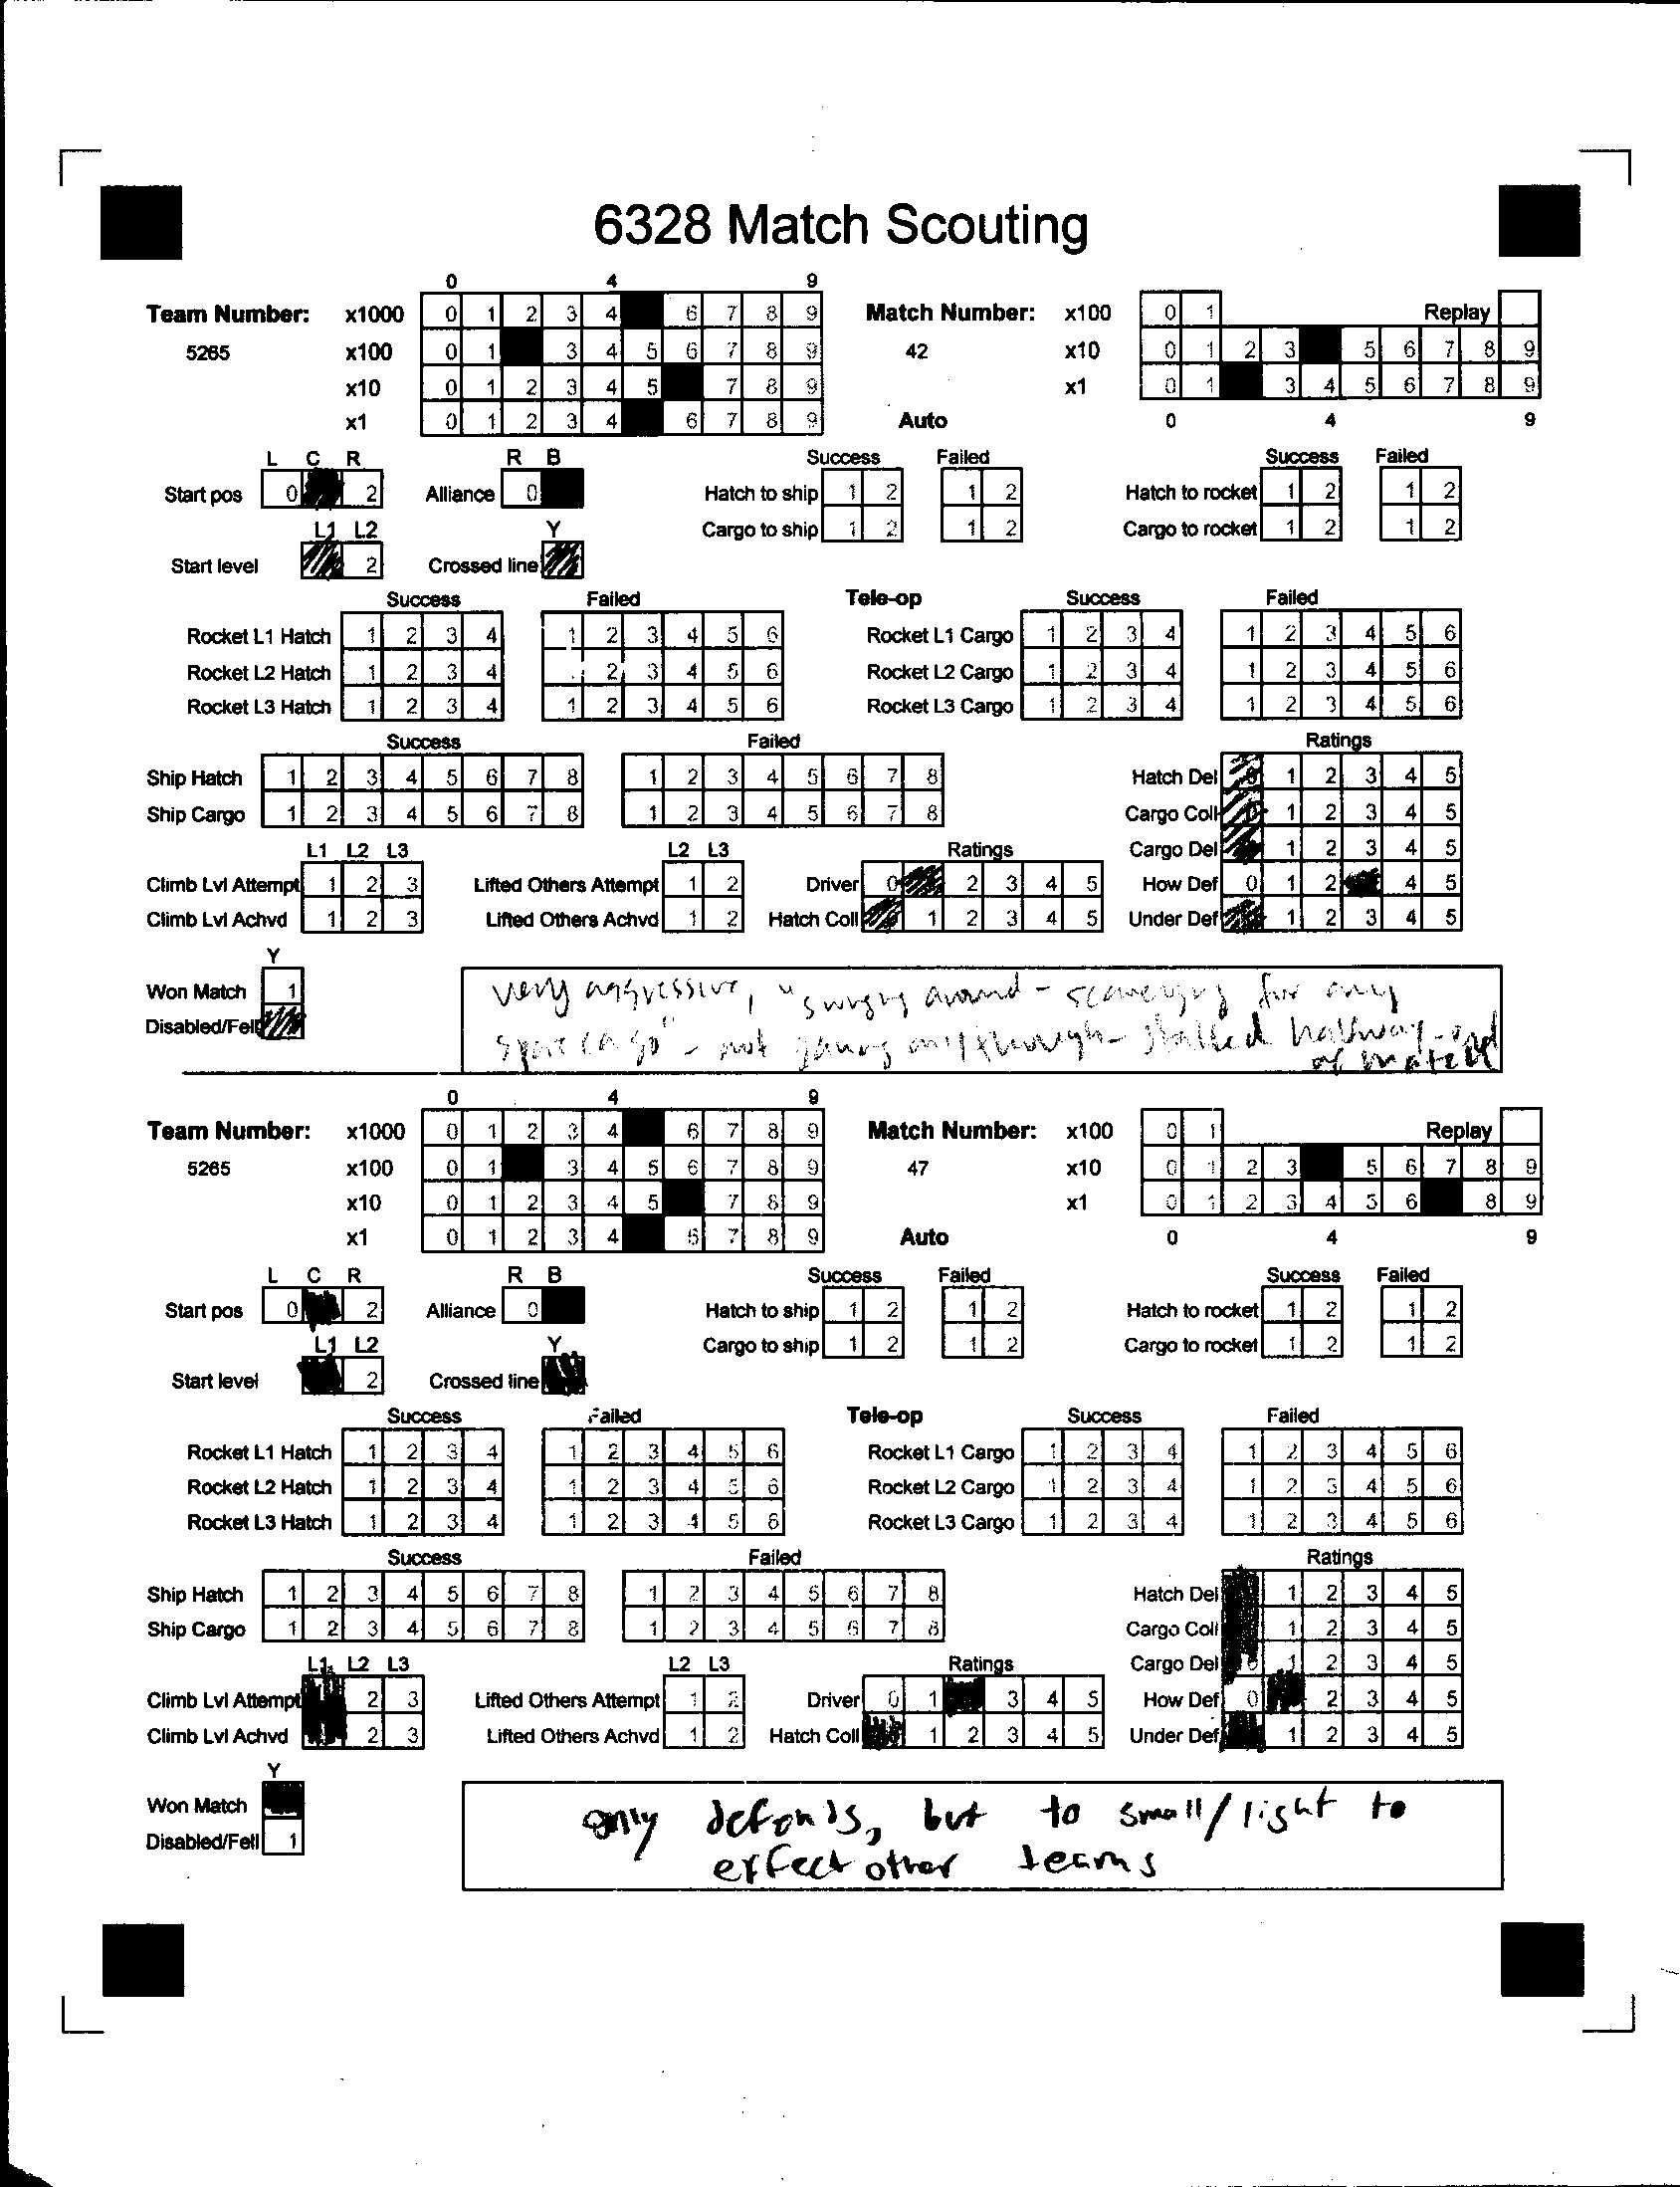 6328 Match Scouting
0 4 9
Team Number: x1000 0 1 2 3 4 6 7 8 9 Match Number: x100 0 1 Replay
5265 x100 0 1 3 4 5 6 7 8 9 42 x10 0 1 2 3 5 6 7 8 9
x10 0 1 2 3 4 5 7 8 9 x1 0 1 3 4 5 6 7 8 9
x1 0 1 2 3 4 6 7 8 9 Auto 0 4 9
L C R R B Success Failed Success Failed
Start pos 0 2 Alliance 0 Hatch to ship 1 2 1 2 Hatch to rocket 1 2 1 2
L1 L2 Y Cargo to ship 1 2 1 2 Cargo to rocket 1 2 1 2
Start level 2 Crossed line
Success Failed Tele-op Success Failed
Rocket L1 Hatch 1 2 3 4 1 2 3 4 5 6 Rocket L1 Cargo 1 2 3 4 1 2 3 4 5 6
Rocket L2 Hatch 1 2 3 4 2 3 4 5 6 Rocket L2 Cargo 1 2 3 4 1 2 3 4 5 6
Rocket L3 Hatch 1 2 3 4 1 2 3 4 5 6 Rocket L3 Cargo 1 2 3 4 1 2 3 4 5 6
Success Failed Ratings
Ship Hatch 1 2 3 4 5 6 7 8 1 2 3 4 5 6 7 8 Hatch Del 1 2 3 4 5
Ship Cargo 1 2 3 4 5 6 7 8 1 2 3 4 5 6 7 8 Cargo Coll 1 2 3 4 5
L1 L2 L3 L2 L3 Ratings Cargo Del 1 2 3 4 5
Climb Lvl Attempt 1 2 3 Lifted Others Attempt 1 2 Driver 0 2 3 4 5 How Def 0 1 2 4 5
Climb Lvl Achvd 1 2 3 Lifted Others Achvd 1 2 Hatch Coll 1 2 3 4 5 Under Def 1 2 3 4 5
Y
Won Match 1 very aggressive, " around - scavenging for any
Disabled/Fell spare cargo" - not through - stalled halfway - end
of match
0 4 9
Team Number: x1000 0 1 2 3 4 6 7 8 9 Match Number: x100 0 1 Replay
5265 x100 0 1 3 4 5 6 7 8 9 47 x10 0 1 2 3 5 6 7 8 9
x10 0 1 2 3 4 5 7 8 9 x1 0 1 2 3 4 5 6 8 9
x1 0 1 2 3 4 6 7 8 9 Auto 0 4 9
L C R R B Success Failed Success Failed
Start pos 0 2 Alliance 0 Hatch to ship 1 2 1 2 Hatch to rocket 1 2 1 2
L1 L2 Y Cargo to ship 1 2 1 2 Cargo to rocket 1 2 1 2
Start level 2 Crossed line
Success Failed Tele-op Success Failed
Rocket L1 Hatch 1 2 3 4 1 2 3 4 5 6 Rocket L1 Cargo 1 2 3 4 1 2 3 4 5 6
Rocket L2 Hatch 1 2 3 4 1 2 3 4 5 6 Rocket L2 Cargo 1 2 3 4 1 2 3 4 5 6
Rocket L3 Hatch 1 2 3 4 1 2 3 4 5 6 Rocket L3 Cargo 1 2 3 4 1 2 3 4 5 6
Success Failed Ratings
Ship Hatch 1 2 3 4 5 6 7 8 1 2 3 4 5 6 7 8 Hatch Del 1 2 3 4 5
Ship Cargo 1 2 3 4 5 6 7 8 1 2 3 4 5 6 7 8 Cargo Coll 1 2 3 4 5
L1 L2 L3 L2 L3 Ratings Cargo Del 0 1 2 3 4 5
Climb Lvl Attempt 2 3 Lifted Others Attempt 1 2 Driver 0 1 3 4 5 How Def 0 2 3 4 5
Climb Lvl Achvd 2 3 Lifted Others Achvd 1 2 Hatch Coll 1 2 3 4 5 Under Def 1 2 3 4 5
Y
Won Match only defends, but to small/light to
Disabled/Fell 1 effect other teams